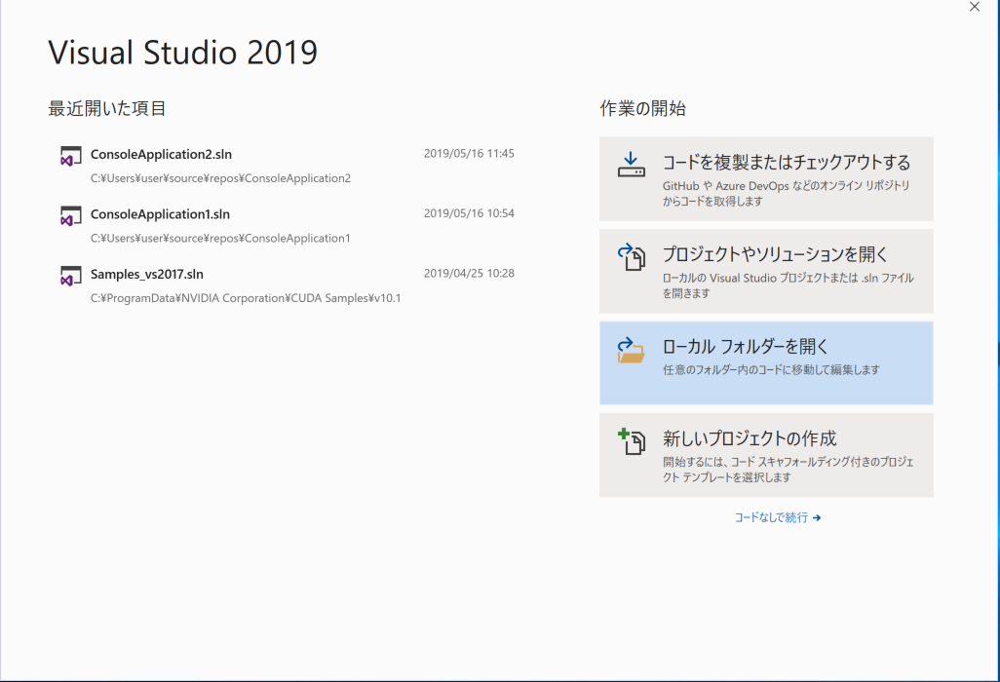 Visual Studio 2019
最近開いた項目
ConsoleApplication2.sln 2019/05/16 11:45
C:¥Users¥user¥source¥repos¥ConsoleApplication2
ConsoleApplication1.sln 2019/05/16 10:54
C:¥Users¥user¥source¥repos¥ConsoleApplication1
Samples_vs2017.sln 2019/04/25 10:28
C:¥ProgramData¥NVIDIA Corporation¥CUDA Samples¥v10.1
作業の開始
コードを複製またはチェックアウトする
GitHub や Azure DevOps などのオンライン リポジトリ
からコードを取得します
プロジェクトやソリューションを開く
ローカルの Visual Studio プロジェクトまたは .sln ファイル
を開きます
ローカル フォルダーを開く
任意のフォルダー内のコードに移動して編集します
新しいプロジェクトの作成
開始するには、コード スキャフォールディング付きのプロジェ
クト テンプレートを選択します
コードなしで続行 →